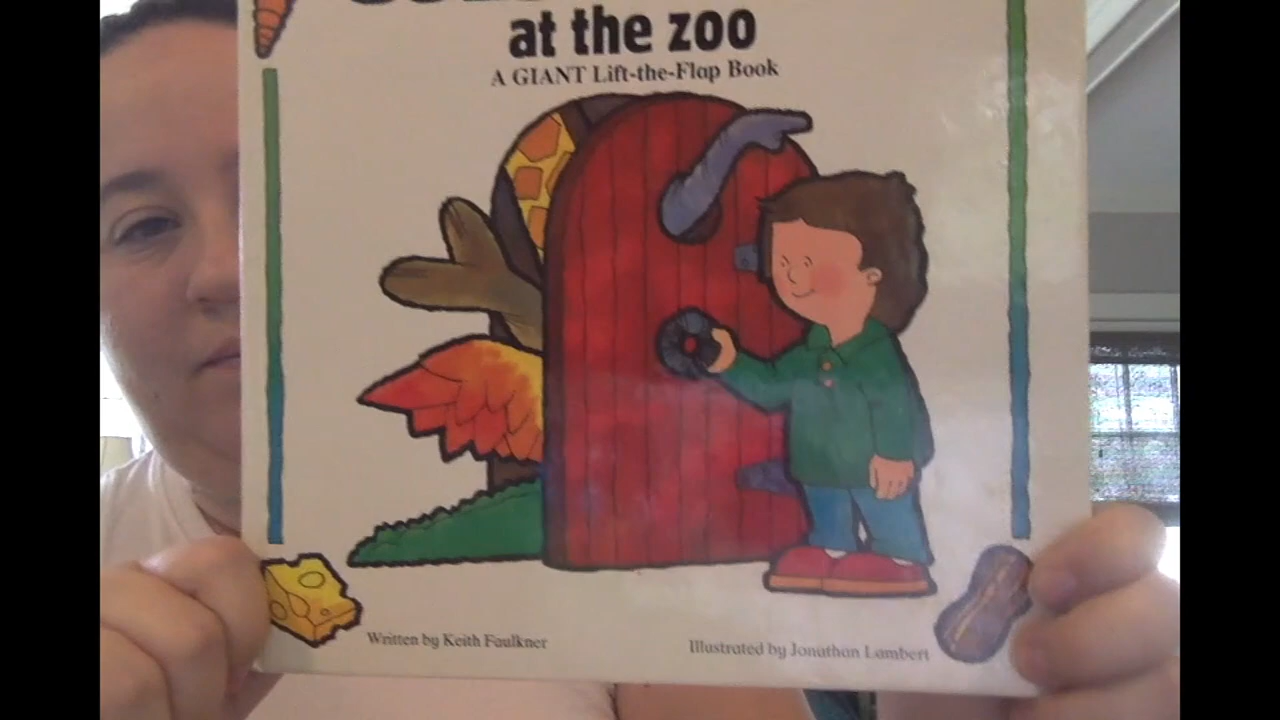 at the zoo
A GIANT Lift-the-Flap Book
Written by Keith Faulkner
Illustrated by Jonathan Lambert